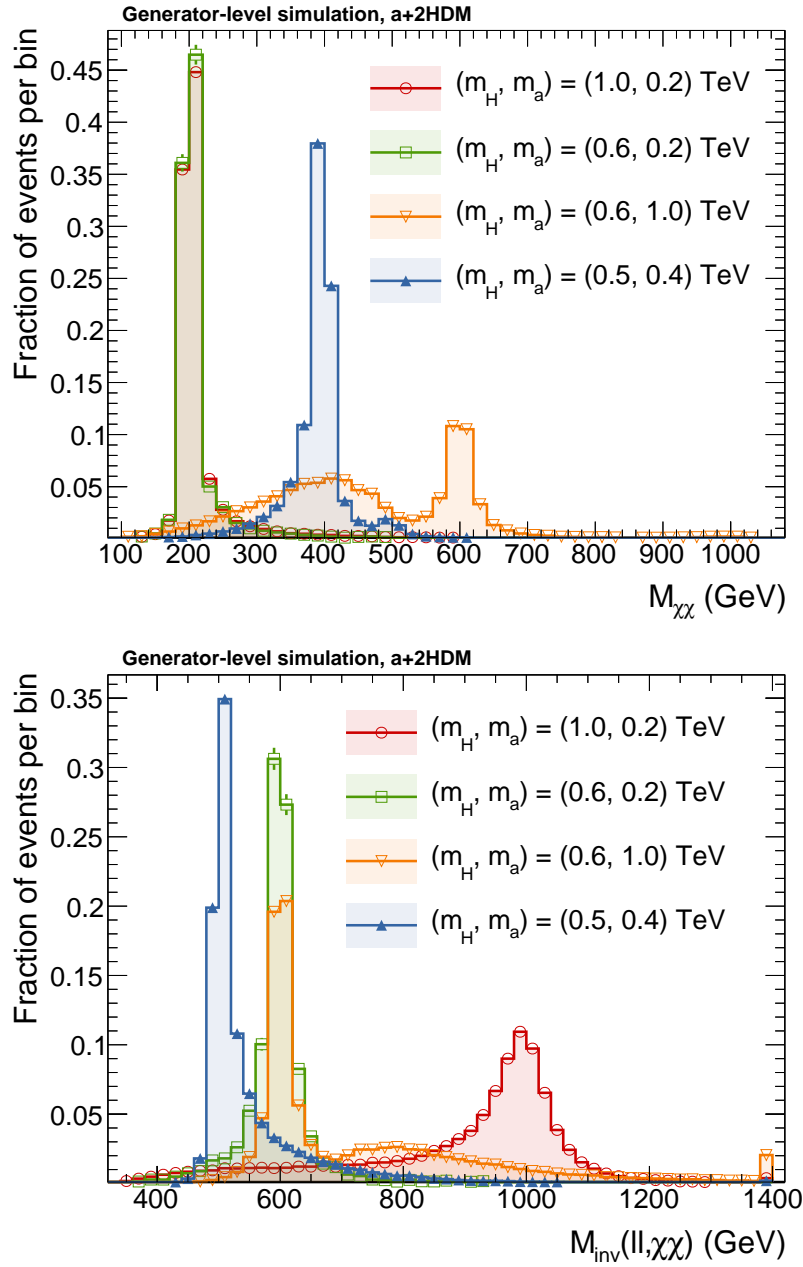 Generator-level simulation, a+2HDM
Fraction of events per bin
0.45
0.4
0.35
0.3
0.25
0.2
0.15
0.1
0.05
(m_H, m_a) = (1.0, 0.2) TeV
(m_H, m_a) = (0.6, 0.2) TeV
(m_H, m_a) = (0.6, 1.0) TeV
(m_H, m_a) = (0.5, 0.4) TeV
100 200 300 400 500 600 700 800 900 1000
M_χχ (GeV)
Generator-level simulation, a+2HDM
Fraction of events per bin
0.35
0.3
0.25
0.2
0.15
0.1
0.05
(m_H, m_a) = (1.0, 0.2) TeV
(m_H, m_a) = (0.6, 0.2) TeV
(m_H, m_a) = (0.6, 1.0) TeV
(m_H, m_a) = (0.5, 0.4) TeV
400 600 800 1000 1200 1400
M_inv(ll,χχ) (GeV)